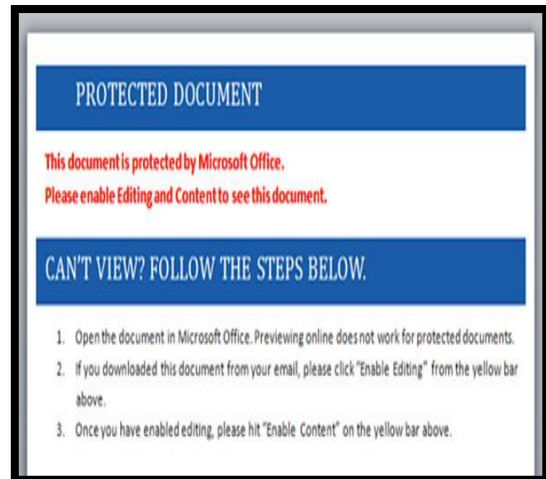 PROTECTED DOCUMENT
This document is protected by Microsoft Office.
Please enable Editing and Content to see this document.
CAN'T VIEW? FOLLOW THE STEPS BELOW.
1. Open the document in Microsoft Office. Previewing online does not work for protected documents.
2. If you downloaded this document from your email, please click "Enable Editing" from the yellow bar
above.
3. Once you have enabled editing, please hit "Enable Content" on the yellow bar above.